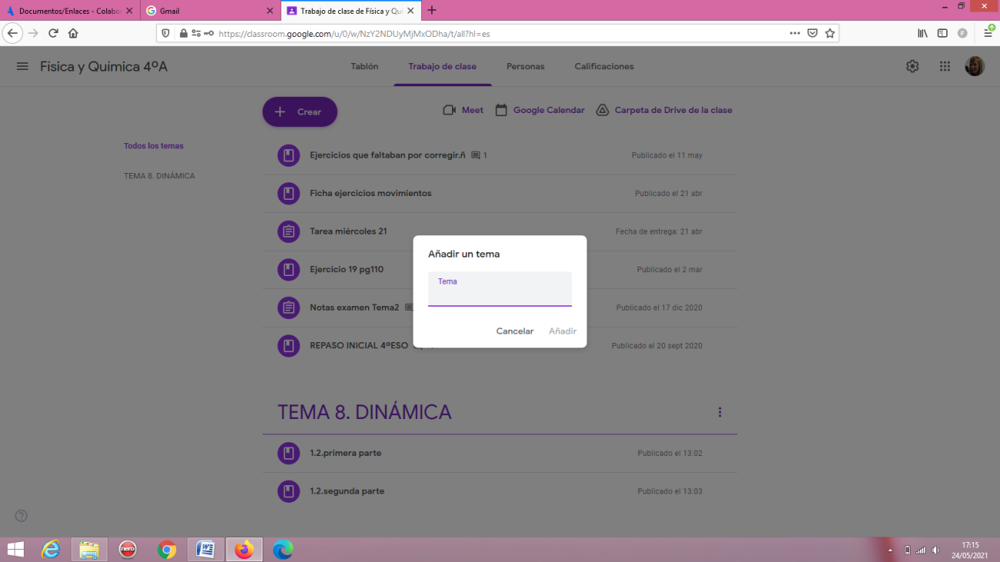 Documentos/Enlaces - Colabo
Gmail
Trabajo de clase de Física y Qu
https://classroom.google.com/u/0/w/NzY2NDUyMjMxODha/t/all?hl=es
Física y Química 4ºA
Tablón
Trabajo de clase
Personas
Calificaciones
Crear
Meet
Google Calendar
Carpeta de Drive de la clase
Todos los temas
TEMA 8. DINÁMICA
Ejercicios que faltaban por corregir.ñ 1
Publicado el 11 may
Ficha ejercicios movimientos
Publicado el 21 abr
Tarea miércoles 21
Fecha de entrega: 21 abr
Ejercicio 19 pg110
Publicado el 2 mar
Notas examen Tema2
Publicado el 17 dic 2020
REPASO INICIAL 4ºESO
Publicado el 20 sept 2020
Añadir un tema
Tema
Cancelar
Añadir
TEMA 8. DINÁMICA
1.2.primera parte
Publicado el 13:02
1.2.segunda parte
Publicado el 13:03
nero
17:15
24/05/2021